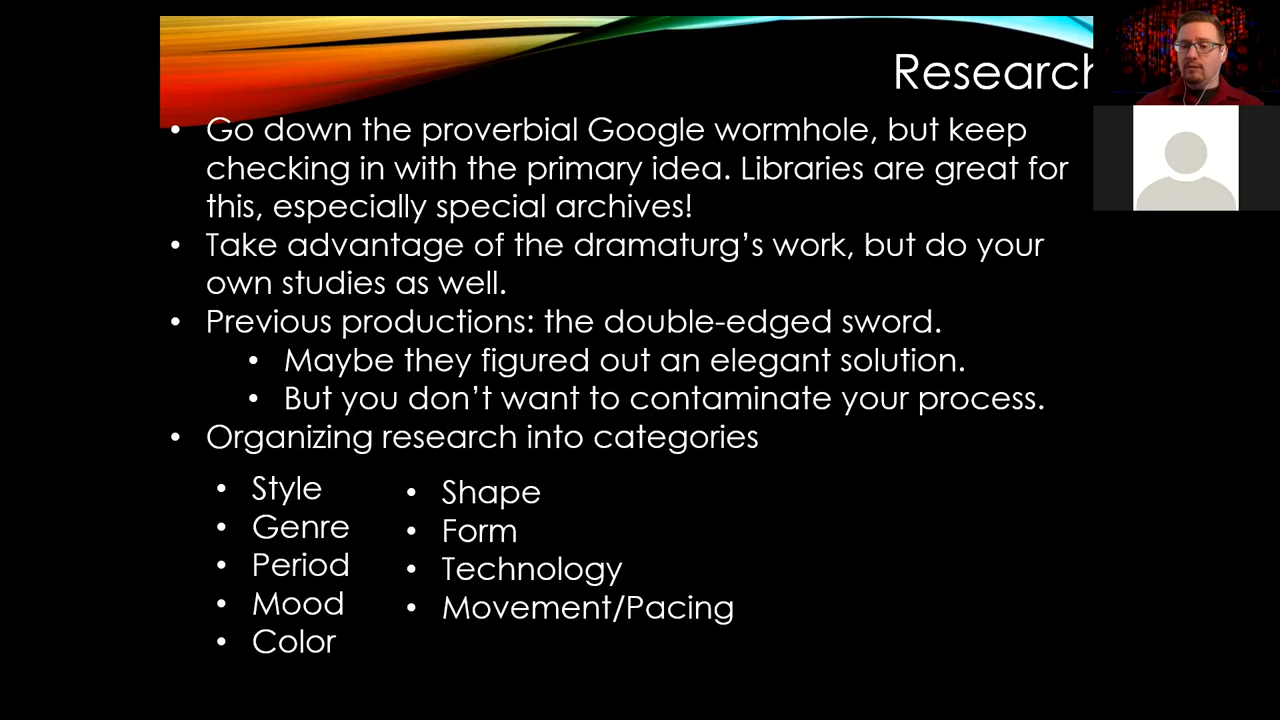 Research
• Go down the proverbial Google wormhole, but keep
checking in with the primary idea. Libraries are great for
this, especially special archives!
• Take advantage of the dramaturg’s work, but do your
own studies as well.
• Previous productions: the double-edged sword.
• Maybe they figured out an elegant solution.
• But you don’t want to contaminate your process.
• Organizing research into categories
• Style
• Genre
• Period
• Mood
• Color
• Shape
• Form
• Technology
• Movement/Pacing